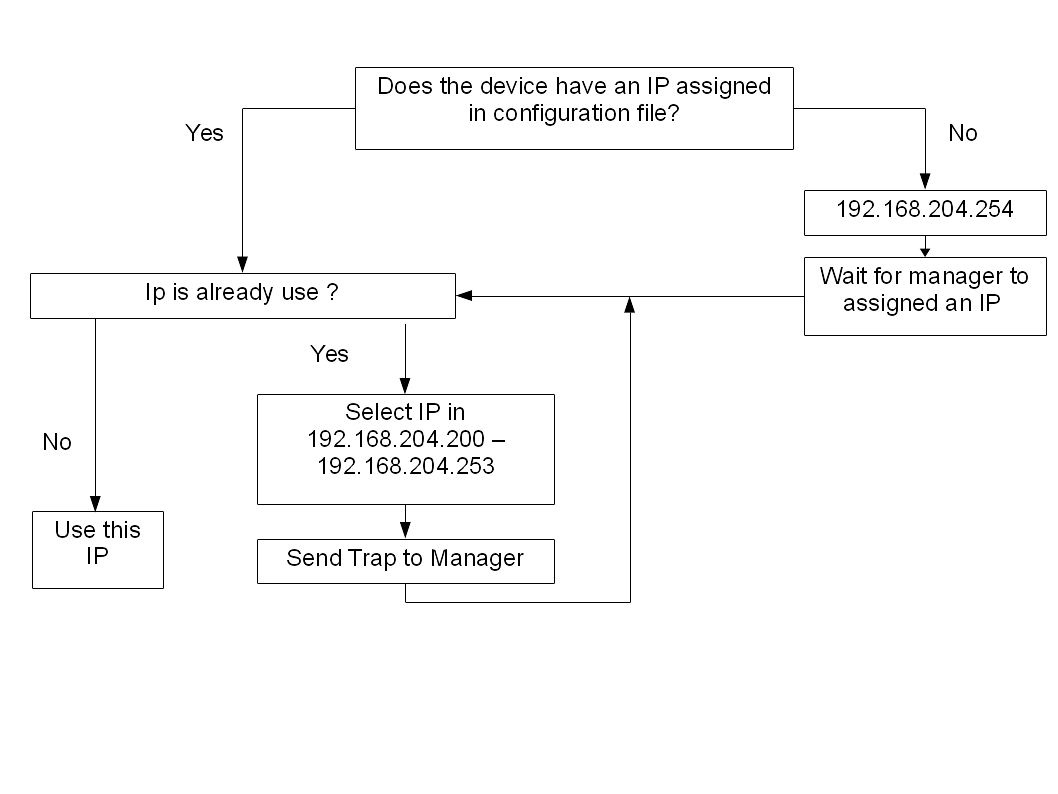 Does the device have an IP assigned
in configuration file?
Yes
No
192.168.204.254
Wait for manager to
assigned an IP
Ip is already use ?
Yes
No
Select IP in
192.168.204.200 –
192.168.204.253
Use this
IP
Send Trap to Manager